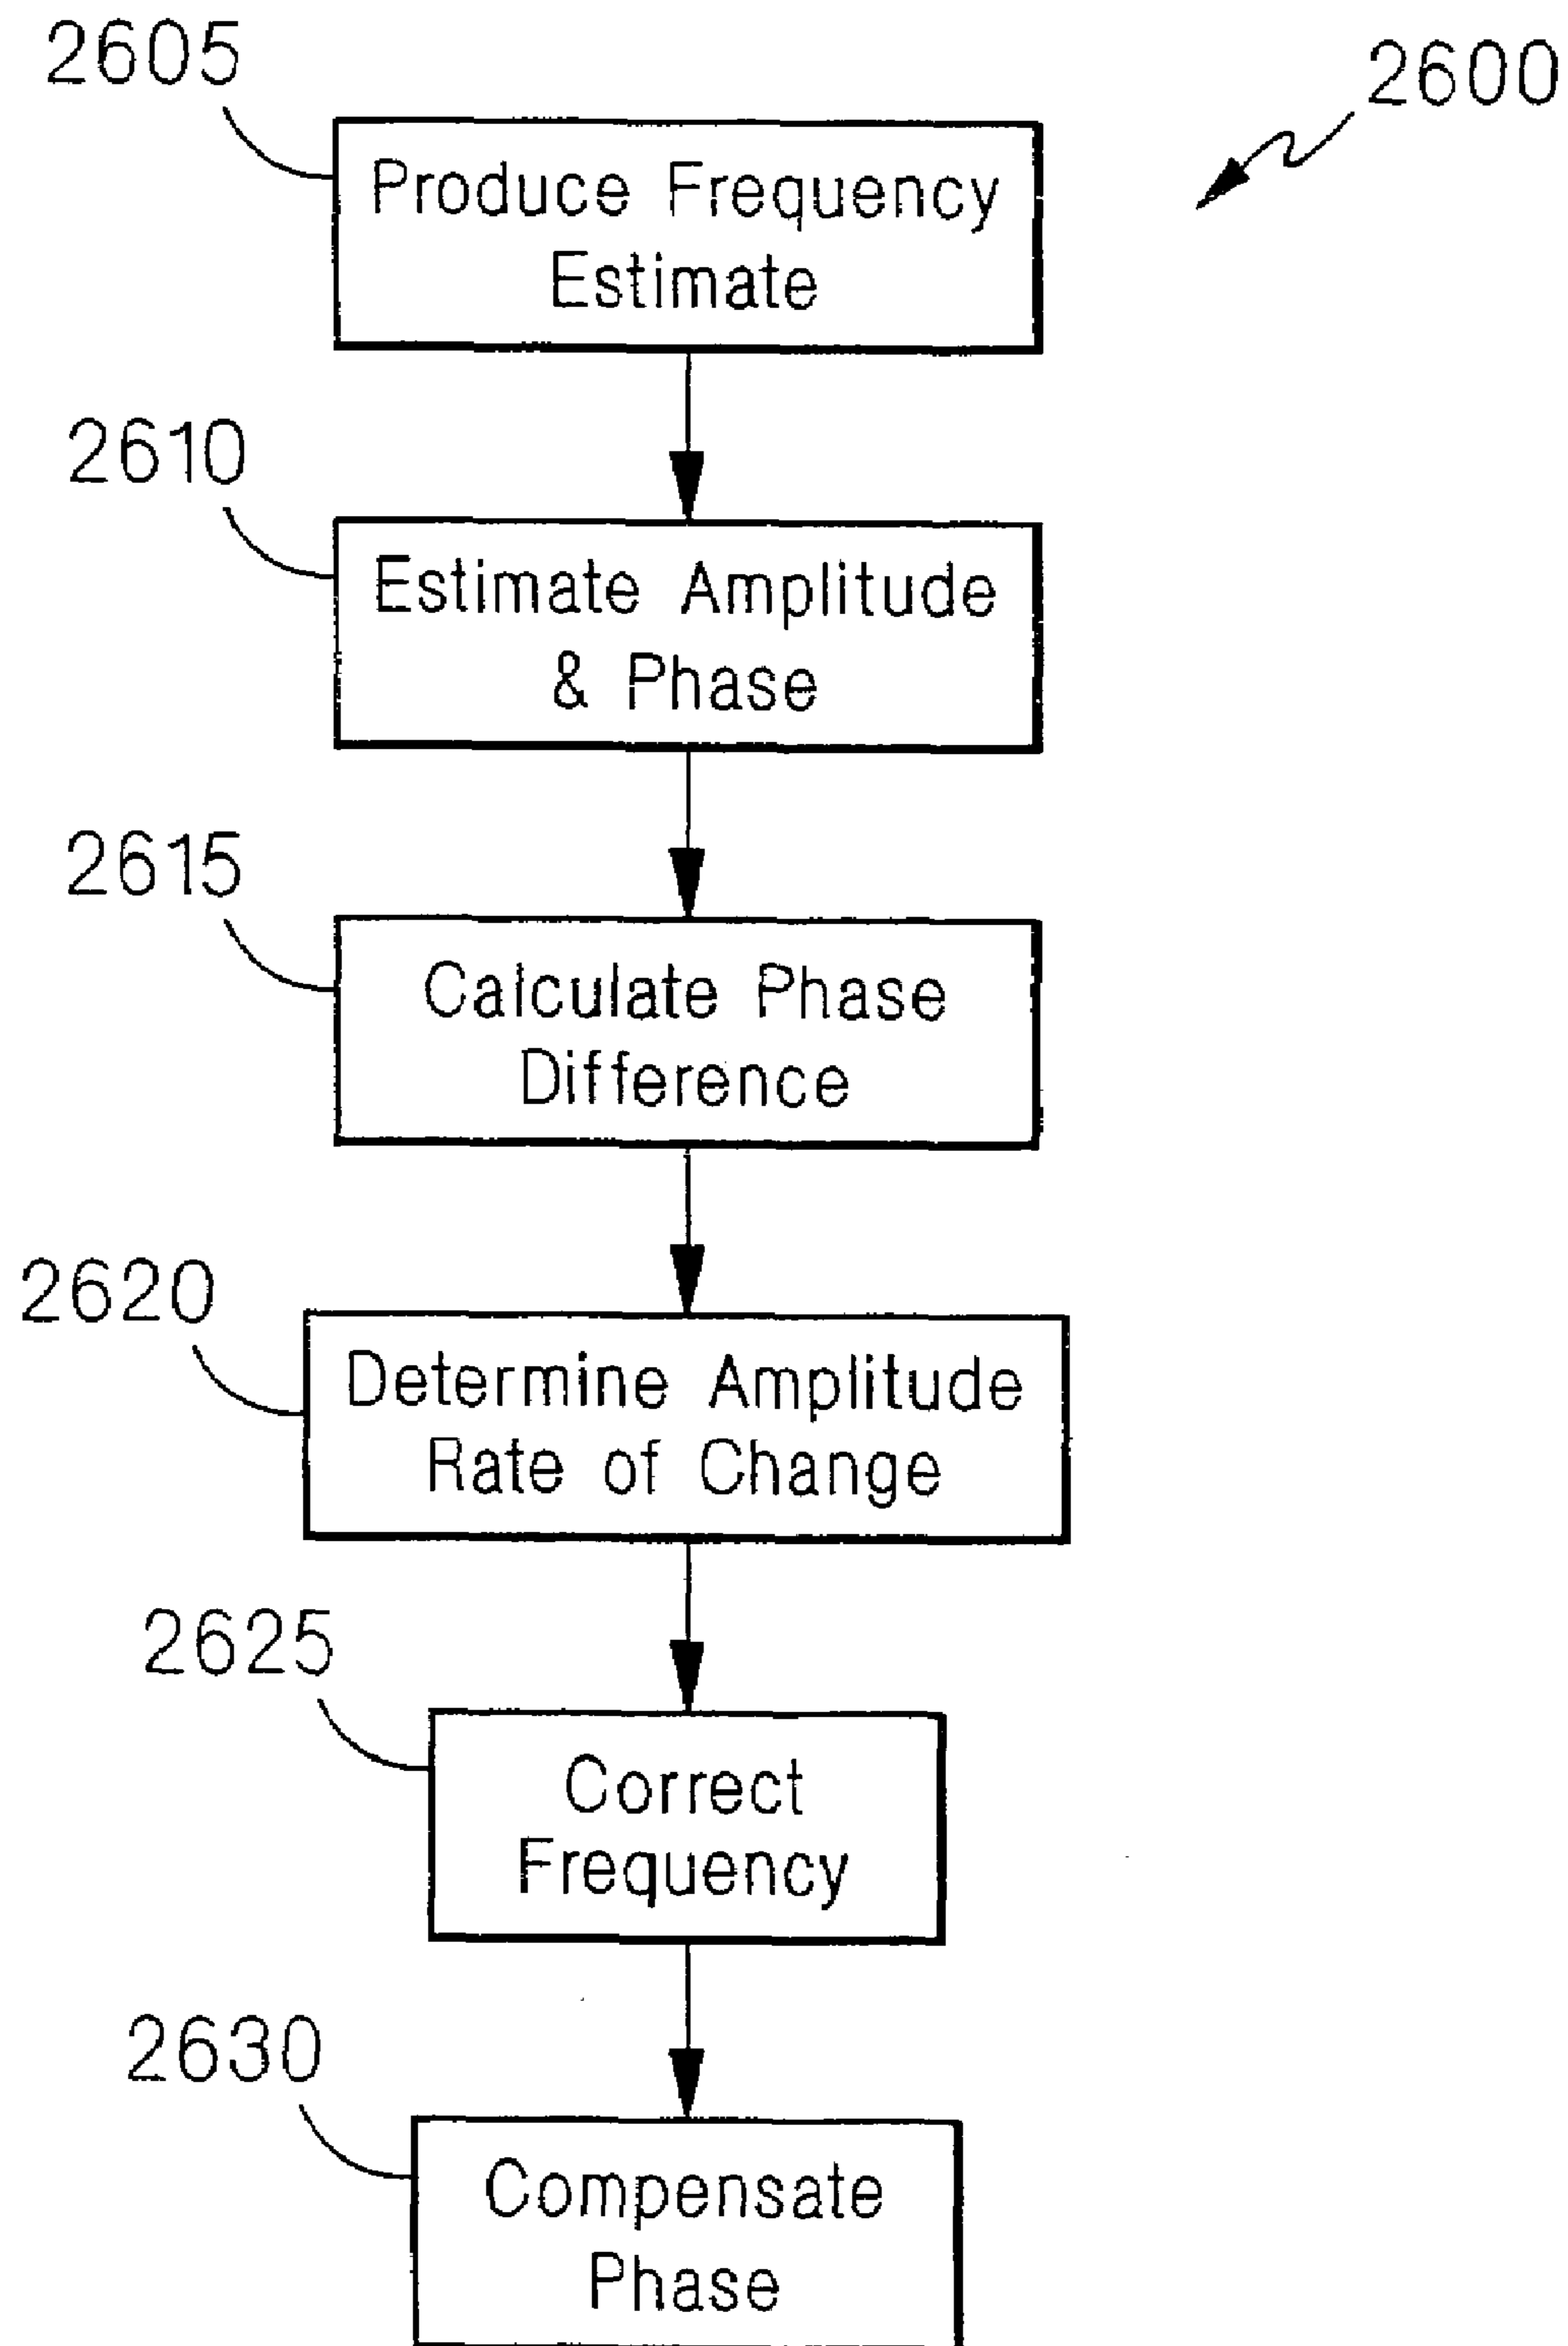 2605
2600
Produce Frequency
Estimate
2610
Estimate Amplitude
& Phase
2615
Calculate Phase
Difference
2620
Determine Amplitude
Rate of Change
2625
Correct
Frequency
2630
Compensate
Phase